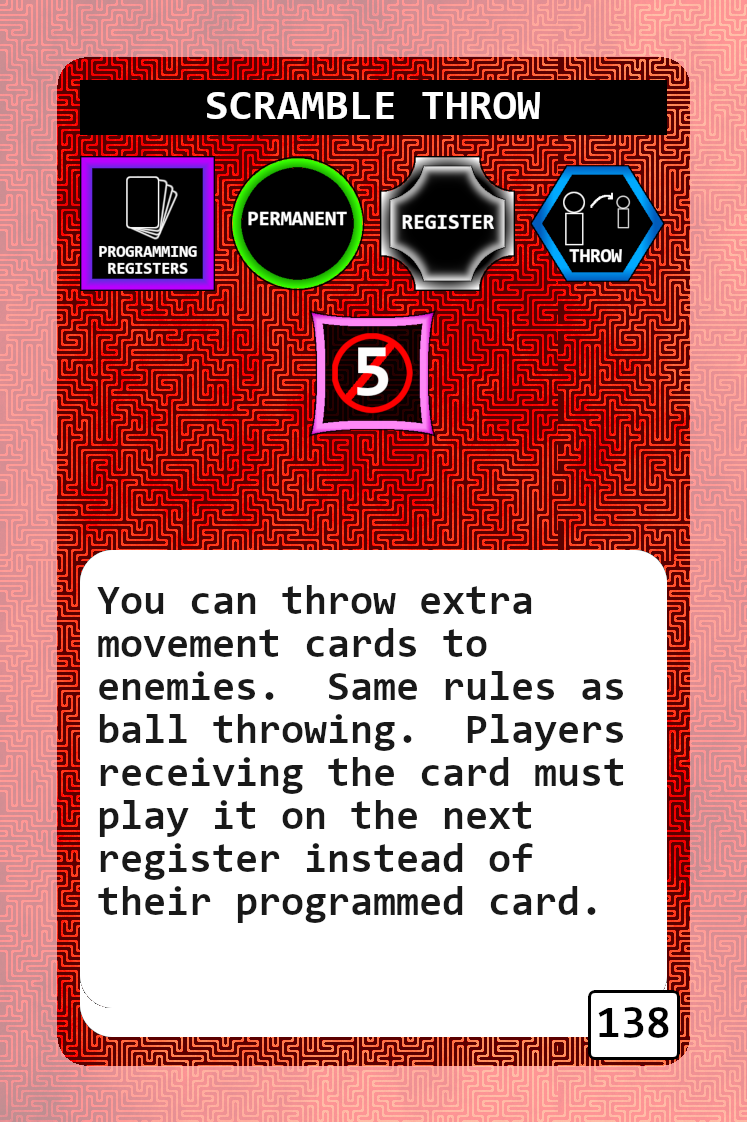 SCRAMBLE THROW
PROGRAMMING
REGISTERS
PERMANENT
REGISTER
THROW
5
You can throw extra
movement cards to
enemies.  Same rules as
ball throwing.  Players
receiving the card must
play it on the next
register instead of
their programmed card.
138